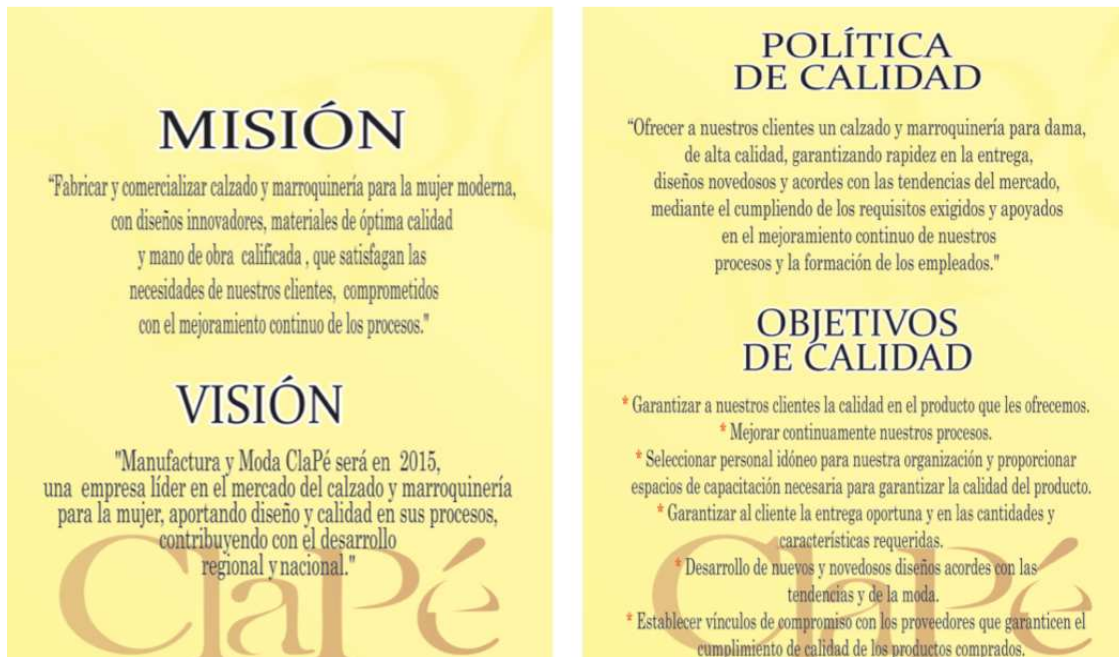 MISIÓN
"Fabricar y comercializar calzado y marroquinería para la mujer moderna,
con diseños innovadores, materiales de óptima calidad
y mano de obra calificada , que satisfagan las
necesidades de nuestros clientes, comprometidos
con el mejoramiento continuo de los procesos."
VISIÓN
"Manufactura y Moda ClaPé será en 2015,
una empresa líder en el mercado del calzado y marroquinería
para la mujer, aportando diseño y calidad en sus procesos,
contribuyendo con el desarrollo
regional y nacional."
ClaPé
POLÍTICA
DE CALIDAD
"Ofrecer a nuestros clientes un calzado y marroquinería para dama,
de alta calidad, garantizando rapidez en la entrega,
diseños novedosos y acordes con las tendencias del mercado,
mediante el cumpliendo de los requisitos exigidos y apoyados
en el mejoramiento continuo de nuestros
procesos y la formación de los empleados."
OBJETIVOS
DE CALIDAD
* Garantizar a nuestros clientes la calidad en el producto que les ofrecemos.
* Mejorar continuamente nuestros procesos.
* Seleccionar personal idóneo para nuestra organización y proporcionar
espacios de capacitación necesaria para garantizar la calidad del producto.
* Garantizar al cliente la entrega oportuna y en las cantidades y
características requeridas.
* Desarrollo de nuevos y novedosos diseños acordes con las
tendencias y de la moda.
* Establecer vínculos de compromiso con los proveedores que garanticen el
cumplimiento de calidad de los productos comprados.
ClaPé